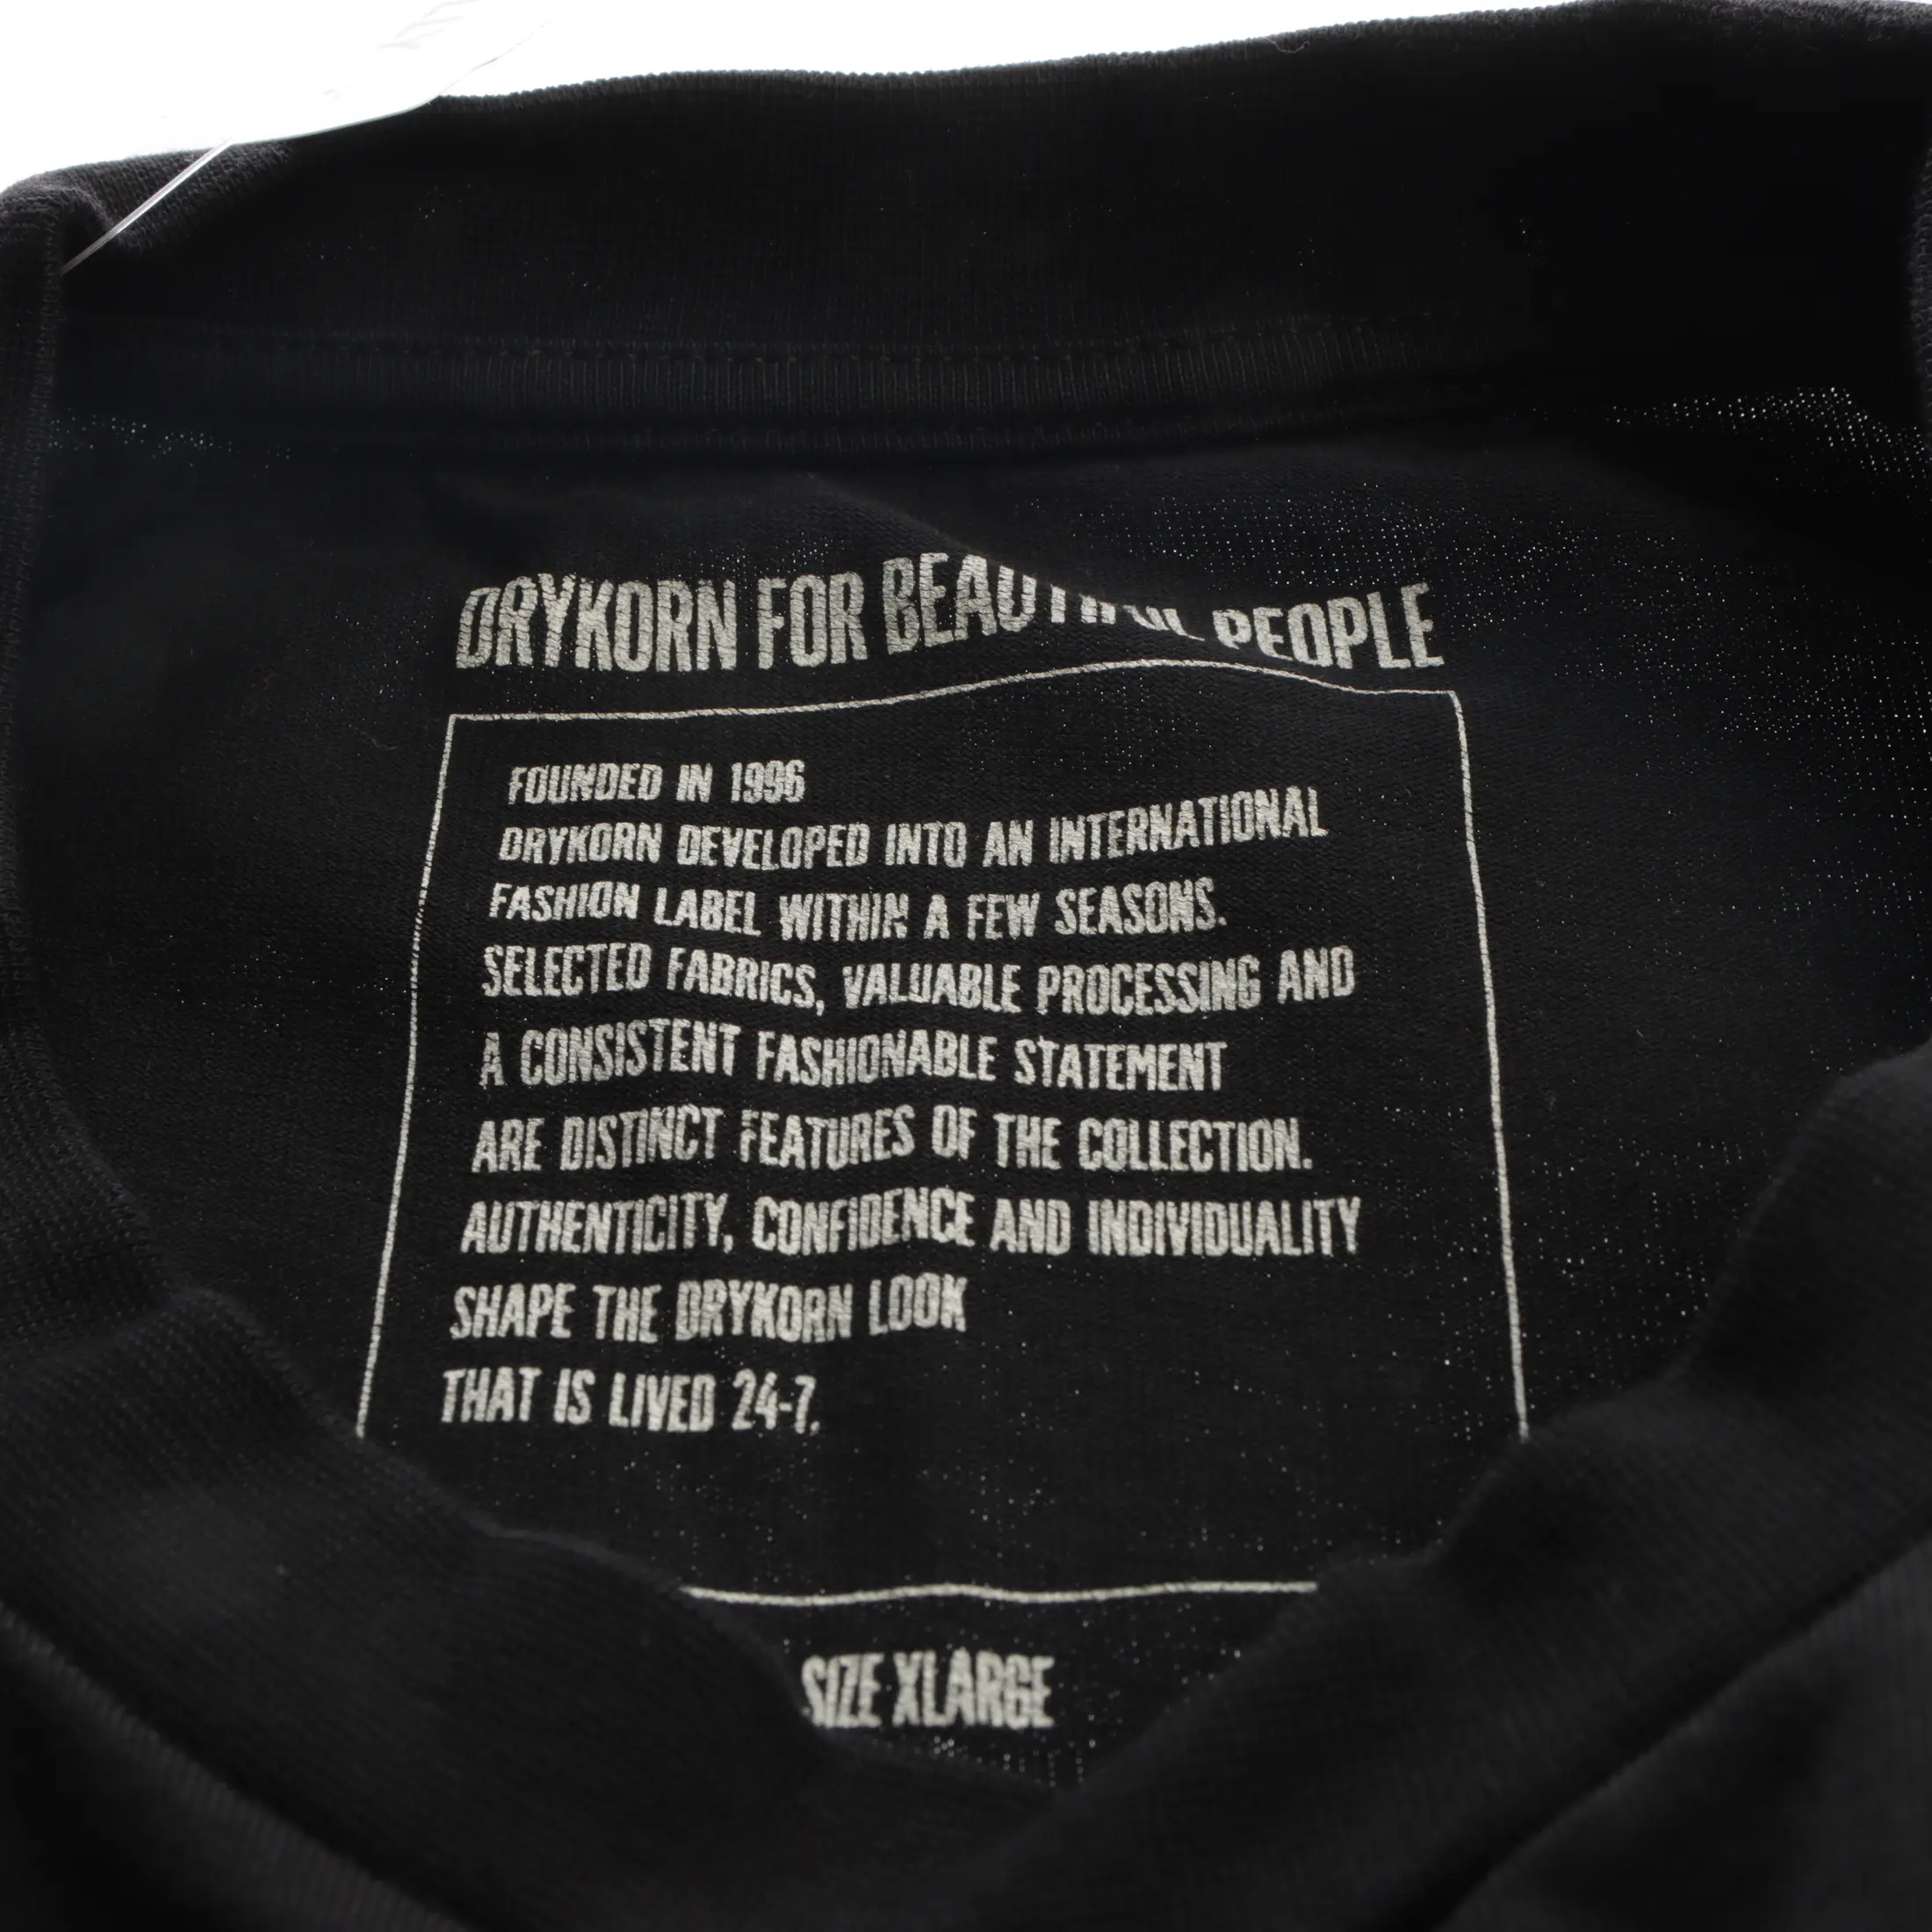 DRYKORN FOR BEAUTIFUL PEOPLE
FOUNDED IN 1996
DRYKORN DEVELOPED INTO AN INTERNATIONAL
FASHION LABEL WITHIN A FEW SEASONS.
SELECTED FABRICS, VALUABLE PROCESSING AND
A CONSISTENT FASHIONABLE STATEMENT
ARE DISTINCT FEATURES OF THE COLLECTION.
AUTHENTICITY, CONFIDENCE AND INDIVIDUALITY
SHAPE THE DRYKORN LOOK
THAT IS LIVED 24-7.
SIZE XLARGE